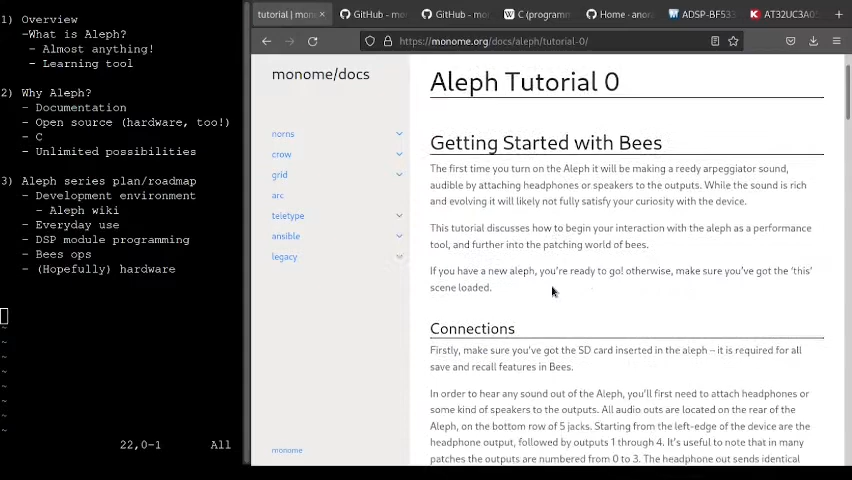 1) Overview
-What is Aleph?
- Almost anything!
- Learning tool
2) Why Aleph?
- Documentation
- Open source (hardware, too!)
- C
- Unlimited possibilities
3) Aleph series plan/roadmap
- Development environment
- Aleph wiki
- Everyday use
- DSP module programming
- Bees ops
- (Hopefully) hardware
~
~
~
~
~
~
~
~
22,0-1 All
tutorial | mon
GitHub - mo
GitHub - mo
C (program
Home · ano
ADSP-BF533
AT32UC3A0
https://monome.org/docs/aleph/tutorial-0/
monome/docs
norns
crow
grid
arc
teletype
ansible
legacy
monome
Aleph Tutorial 0
Getting Started with Bees
The first time you turn on the Aleph it will be making a reedy arpeggiator sound,
audible by attaching headphones or speakers to the outputs. While the sound is rich
and evolving it will likely not fully satisfy your curiosity with the device.
This tutorial discusses how to begin your interaction with the aleph as a performance
tool, and further into the patching world of bees.
If you have a new aleph, you're ready to go! otherwise, make sure you've got the 'this'
scene loaded.
Connections
Firstly, make sure you've got the SD card inserted in the aleph – it is required for all
save and recall features in Bees.
In order to hear any sound out of the Aleph, you'll first need to attach headphones or
some kind of speakers to the outputs. All audio outs are located on the rear of the
Aleph, on the bottom row of 5 jacks. Starting from the left-edge of the device are the
headphone output, followed by outputs 1 through 4. It's useful to note that in many
patches the outputs are numbered from 0 to 3. The headphone out sends identical